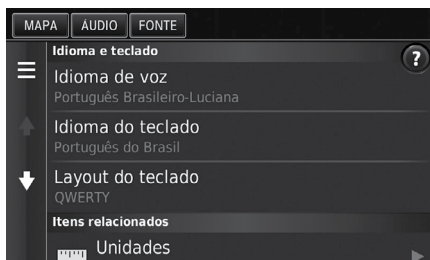 MAPA ÁUDIO FONTE
Idioma e teclado
?
Idioma de voz
Português Brasileiro-Luciana
Idioma do teclado
Português do Brasil
Layout do teclado
QWERTY
Itens relacionados
Unidades